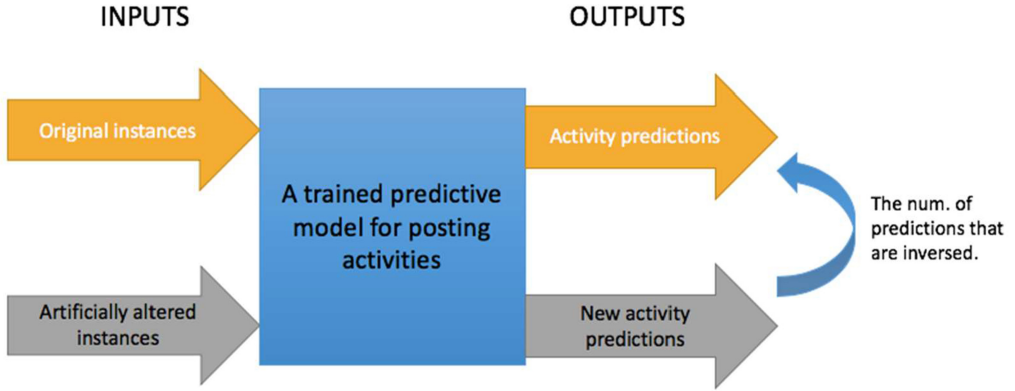 INPUTS
OUTPUTS
Original instances
Activity predictions
A trained predictive
model for posting
activities
The num. of
predictions that
are inversed.
Artificially altered
instances
New activity
predictions